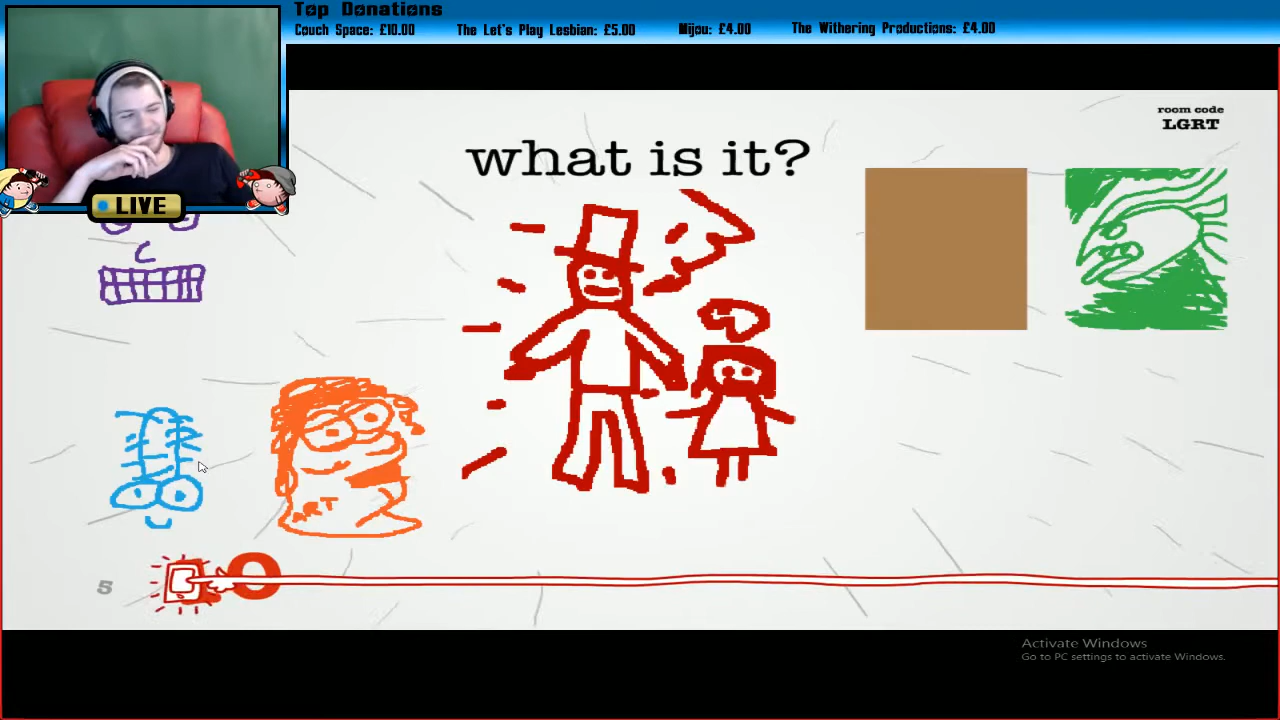 Top Donations
Couch Space: £10.00 The Let's Play Lesbian: £5.00 Mijou: £4.00 The Withering Productions: £4.00
room code
LGRT
what is it?
LIVE
ART
5
Activate Windows
Go to PC settings to activate Windows.